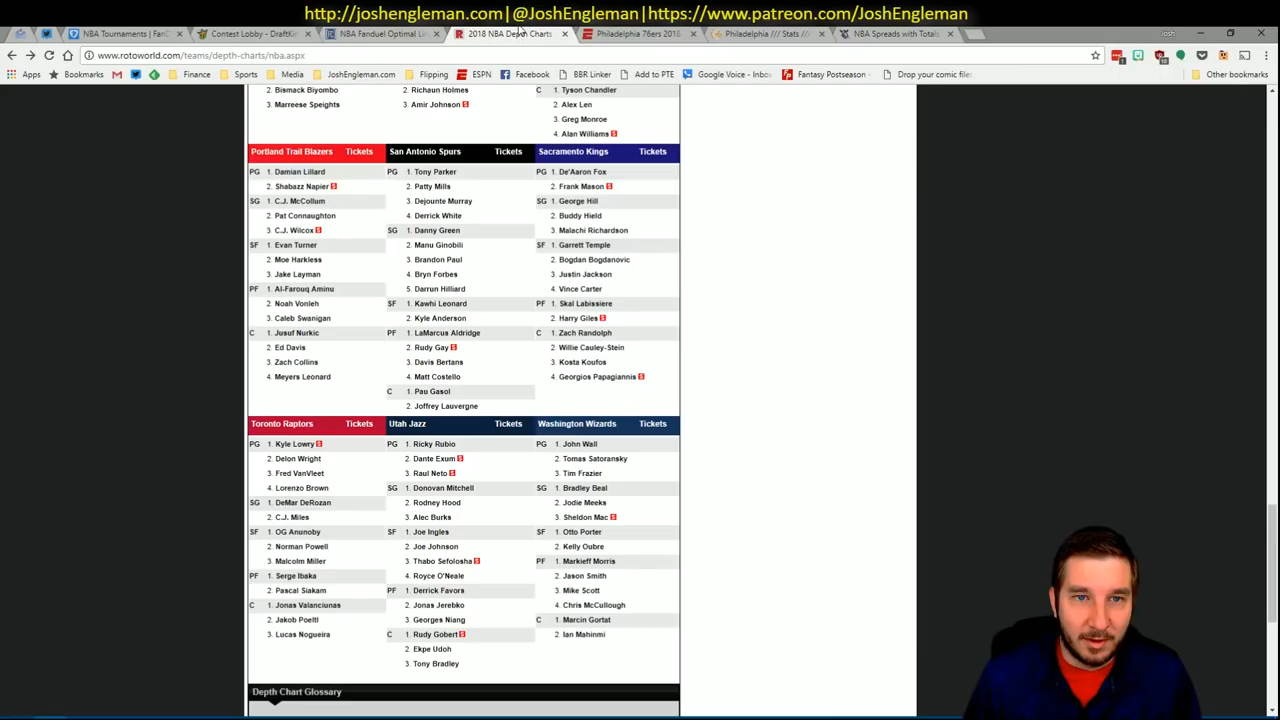 http://joshengleman.com|@JoshEngleman|https://www.patreon.com/JoshEngleman
NBA Tournaments | Fan
Contest Lobby - DraftKin
NBA Fanduel Optimal Lin
2018 NBA Depth Charts
Philadelphia 76ers 2018
Philadelphia /// Stats ///
NBA Spreads with Totals
Josh
www.rotoworld.com/teams/depth-charts/nba.aspx
Apps Bookmarks Finance Sports Media JoshEngleman.com Flipping ESPN Facebook BBR Linker Add to PTE Google Voice - Inbo Fantasy Postseason - Drop your comic file Other bookmarks
2. Bismack Biyombo
3. Marreese Speights
2. Richaun Holmes
3. Amir Johnson S
C 1. Tyson Chandler
2. Alex Len
3. Greg Monroe
4. Alan Williams S
Portland Trail Blazers Tickets
PG 1. Damian Lillard
2. Shabazz Napier S
SG 1. C.J. McCollum
2. Pat Connaughton
3. C.J. Wilcox S
SF 1. Evan Turner
2. Moe Harkless
3. Jake Layman
PF 1. Al-Farouq Aminu
2. Noah Vonleh
3. Caleb Swanigan
C 1. Jusuf Nurkic
2. Ed Davis
3. Zach Collins
4. Meyers Leonard
San Antonio Spurs Tickets
PG 1. Tony Parker
2. Patty Mills
3. Dejounte Murray
4. Derrick White
SG 1. Danny Green
2. Manu Ginobili
3. Brandon Paul
4. Bryn Forbes
5. Darrun Hilliard
SF 1. Kawhi Leonard
2. Kyle Anderson
PF 1. LaMarcus Aldridge
2. Rudy Gay S
3. Davis Bertans
4. Matt Costello
C 1. Pau Gasol
2. Joffrey Lauvergne
Sacramento Kings Tickets
PG 1. De'Aaron Fox
2. Frank Mason S
SG 1. George Hill
2. Buddy Hield
3. Malachi Richardson
SF 1. Garrett Temple
2. Bogdan Bogdanovic
3. Justin Jackson
4. Vince Carter
PF 1. Skal Labissiere
2. Harry Giles S
C 1. Zach Randolph
2. Willie Cauley-Stein
3. Kosta Koufos
4. Georgios Papagiannis S
Toronto Raptors Tickets
PG 1. Kyle Lowry S
2. Delon Wright
3. Fred VanVleet
4. Lorenzo Brown
SG 1. DeMar DeRozan
2. C.J. Miles
SF 1. OG Anunoby
2. Norman Powell
3. Malcolm Miller
PF 1. Serge Ibaka
2. Pascal Siakam
C 1. Jonas Valanciunas
2. Jakob Poeltl
3. Lucas Nogueira
Utah Jazz Tickets
PG 1. Ricky Rubio
2. Dante Exum S
3. Raul Neto S
SG 1. Donovan Mitchell
2. Rodney Hood
3. Alec Burks
SF 1. Joe Ingles
2. Joe Johnson
3. Thabo Sefolosha S
4. Royce O'Neale
PF 1. Derrick Favors
2. Jonas Jerebko
3. Georges Niang
C 1. Rudy Gobert S
2. Ekpe Udoh
3. Tony Bradley
Washington Wizards Tickets
PG 1. John Wall
2. Tomas Satoransky
3. Tim Frazier
SG 1. Bradley Beal
2. Jodie Meeks
3. Sheldon Mac S
SF 1. Otto Porter
2. Kelly Oubre
PF 1. Markieff Morris
2. Jason Smith
3. Mike Scott
4. Chris McCullough
C 1. Marcin Gortat
2. Ian Mahinmi
Depth Chart Glossary